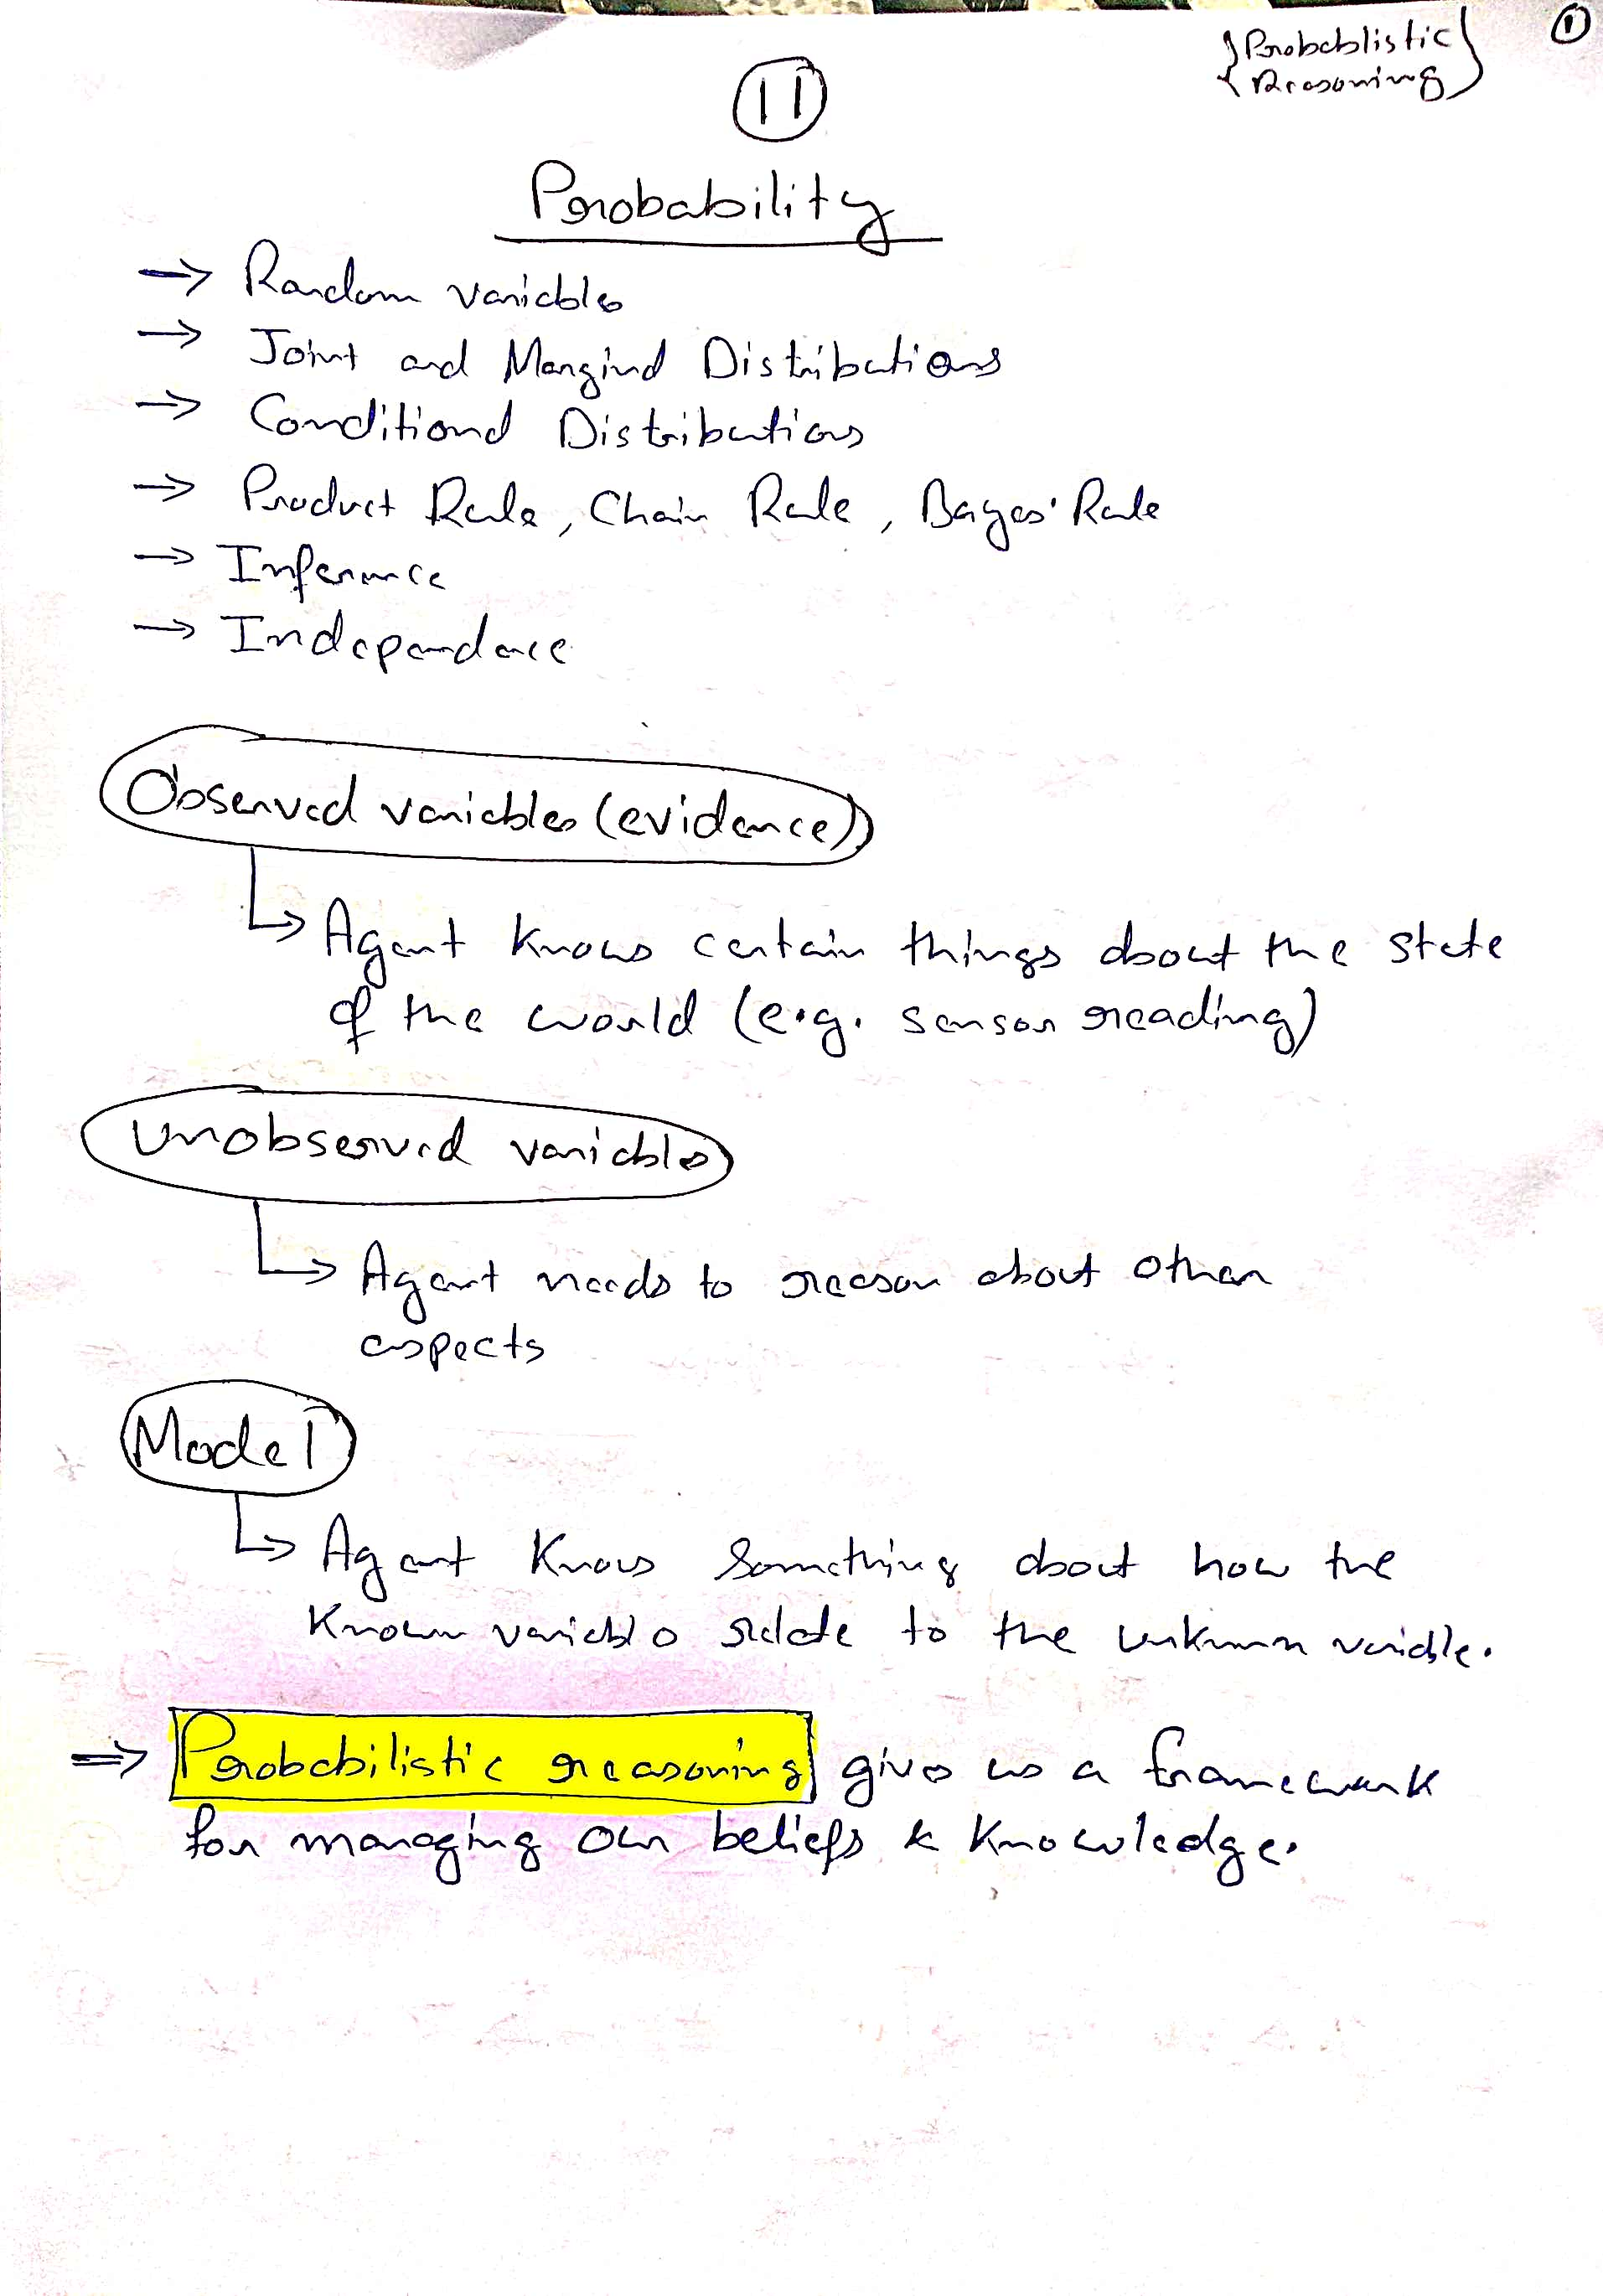 {Probablistic} ①
{Reasoning}
11
Probability
→ Random variables
→ Joint and Marginal Distributions
→ Conditional Distributions
→ Product Rule, Chain Rule, Bayes' Rule
→ Inference
→ Independence
Observed variables (evidence)
↳ Agent knows certain things about the state
of the world (e.g. sensor reading)
Unobserved variables
↳ Agent needs to reason about other
aspects
Model
↳ Agent knows something about how the
known variables relate to the unknown variable.
⇒ Probabilistic reasoning gives us a framework
for managing our beliefs & knowledge.